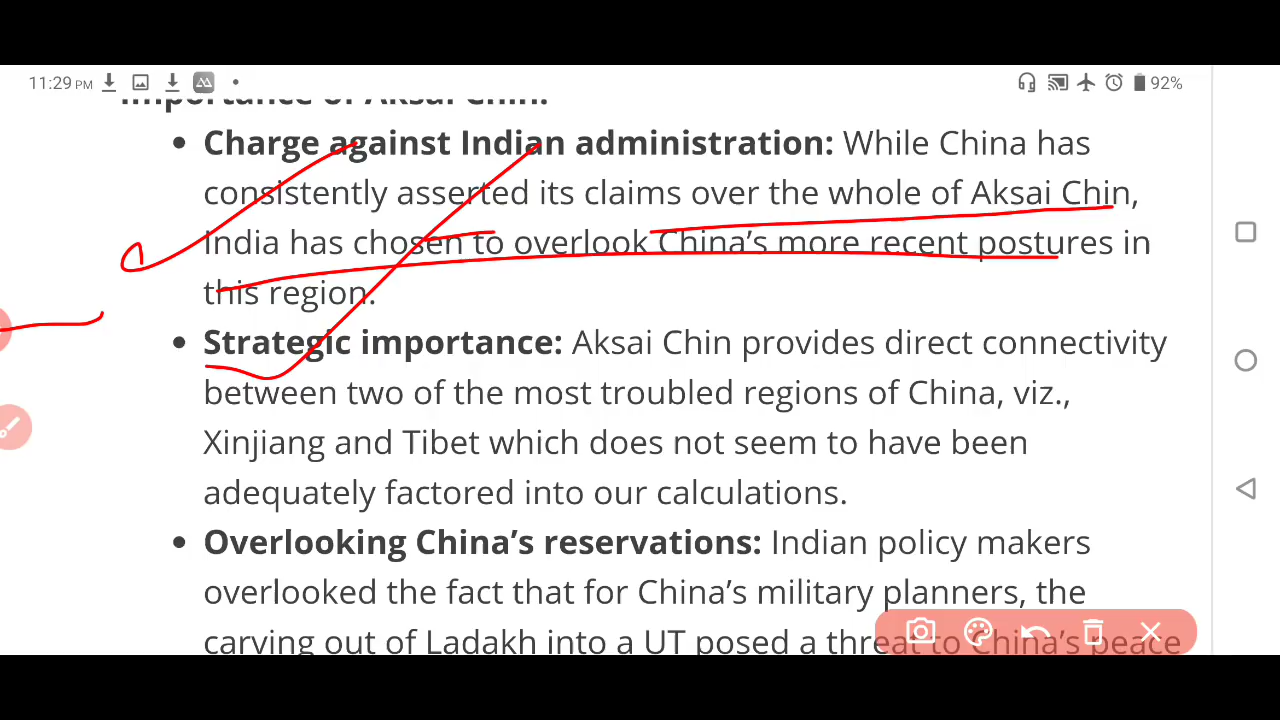 11:29 PM
92%
Importance of Aksai Chin:
• Charge against Indian administration: While China has
consistently asserted its claims over the whole of Aksai Chin,
India has chosen to overlook China's more recent postures in
this region.
• Strategic importance: Aksai Chin provides direct connectivity
between two of the most troubled regions of China, viz.,
Xinjiang and Tibet which does not seem to have been
adequately factored into our calculations.
• Overlooking China's reservations: Indian policy makers
overlooked the fact that for China's military planners, the
carving out of Ladakh into a UT posed a threat to China's peace